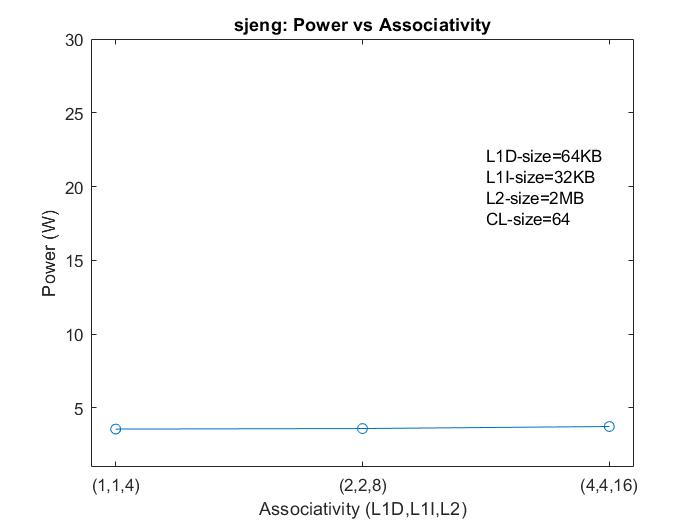 sjeng: Power vs Associativity
30
25
20
15
10
5
Power (W)
L1D-size=64KB
L1I-size=32KB
L2-size=2MB
CL-size=64
(1,1,4)
(2,2,8)
(4,4,16)
Associativity (L1D,L1I,L2)